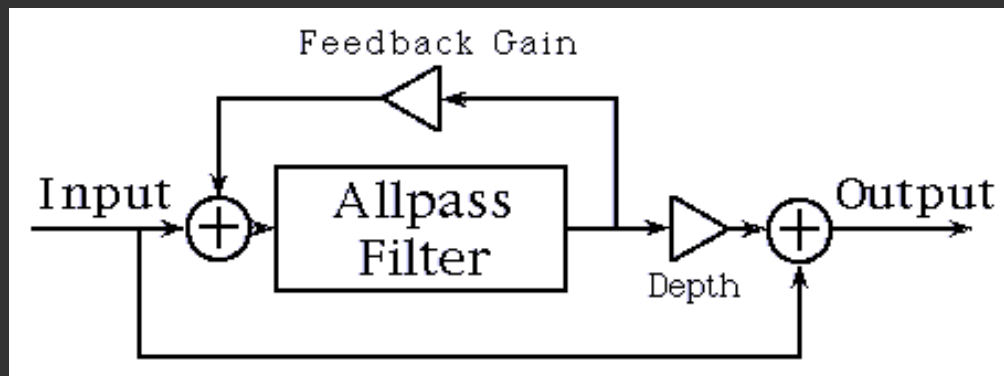 Feedback Gain
Input
Allpass
Filter
Depth
Output